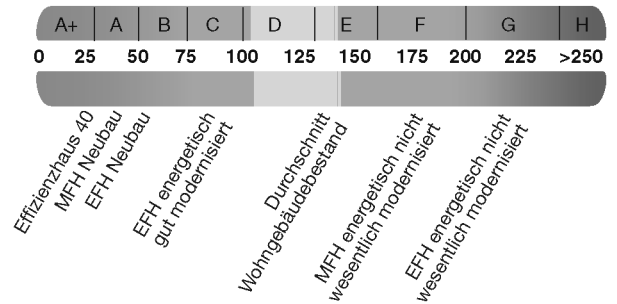 A+ A B C D E F G H
0 25 50 75 100 125 150 175 200 225 >250
Effizienzhaus 40
MFH Neubau
EFH Neubau
EFH energetisch
gut modernisiert
Durchschnitt
Wohngebäudebestand
MFH energetisch nicht
wesentlich modernisiert
EFH energetisch nicht
wesentlich modernisiert